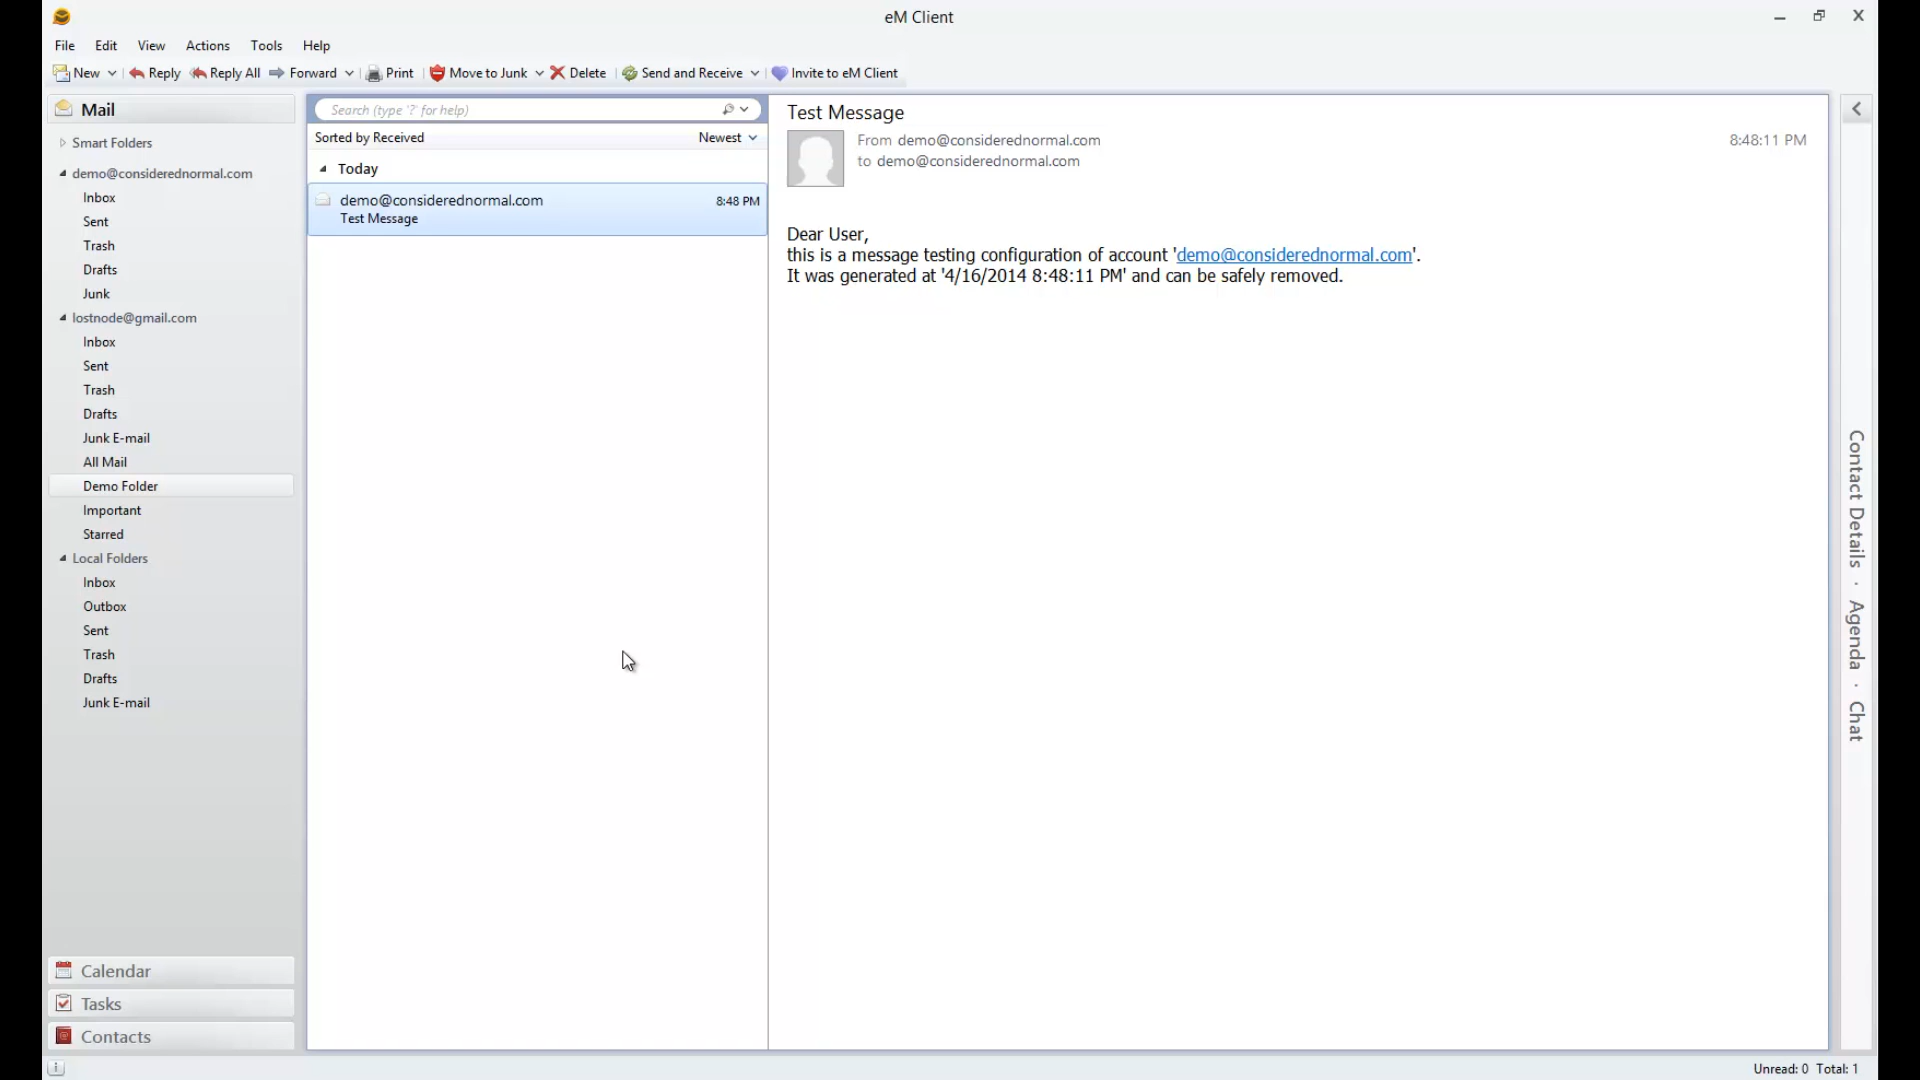 eM Client
File Edit View Actions Tools Help
New Reply Reply All Forward Print Move to Junk Delete Send and Receive Invite to eM Client
Mail
Smart Folders
demo@considerednormal.com
Inbox
Sent
Trash
Drafts
Junk
lostnode@gmail.com
Inbox
Sent
Trash
Drafts
Junk E-mail
All Mail
Demo Folder
Important
Starred
Local Folders
Inbox
Outbox
Sent
Trash
Drafts
Junk E-mail
Calendar
Tasks
Contacts
Search (type '?' for help)
Sorted by Received Newest
Today
demo@considerednormal.com 8:48 PM
Test Message
Test Message
From demo@considerednormal.com 8:48:11 PM
to demo@considerednormal.com
Dear User,
this is a message testing configuration of account 'demo@considerednormal.com'.
It was generated at '4/16/2014 8:48:11 PM' and can be safely removed.
Contact Details · Agenda · Chat
Unread: 0 Total: 1